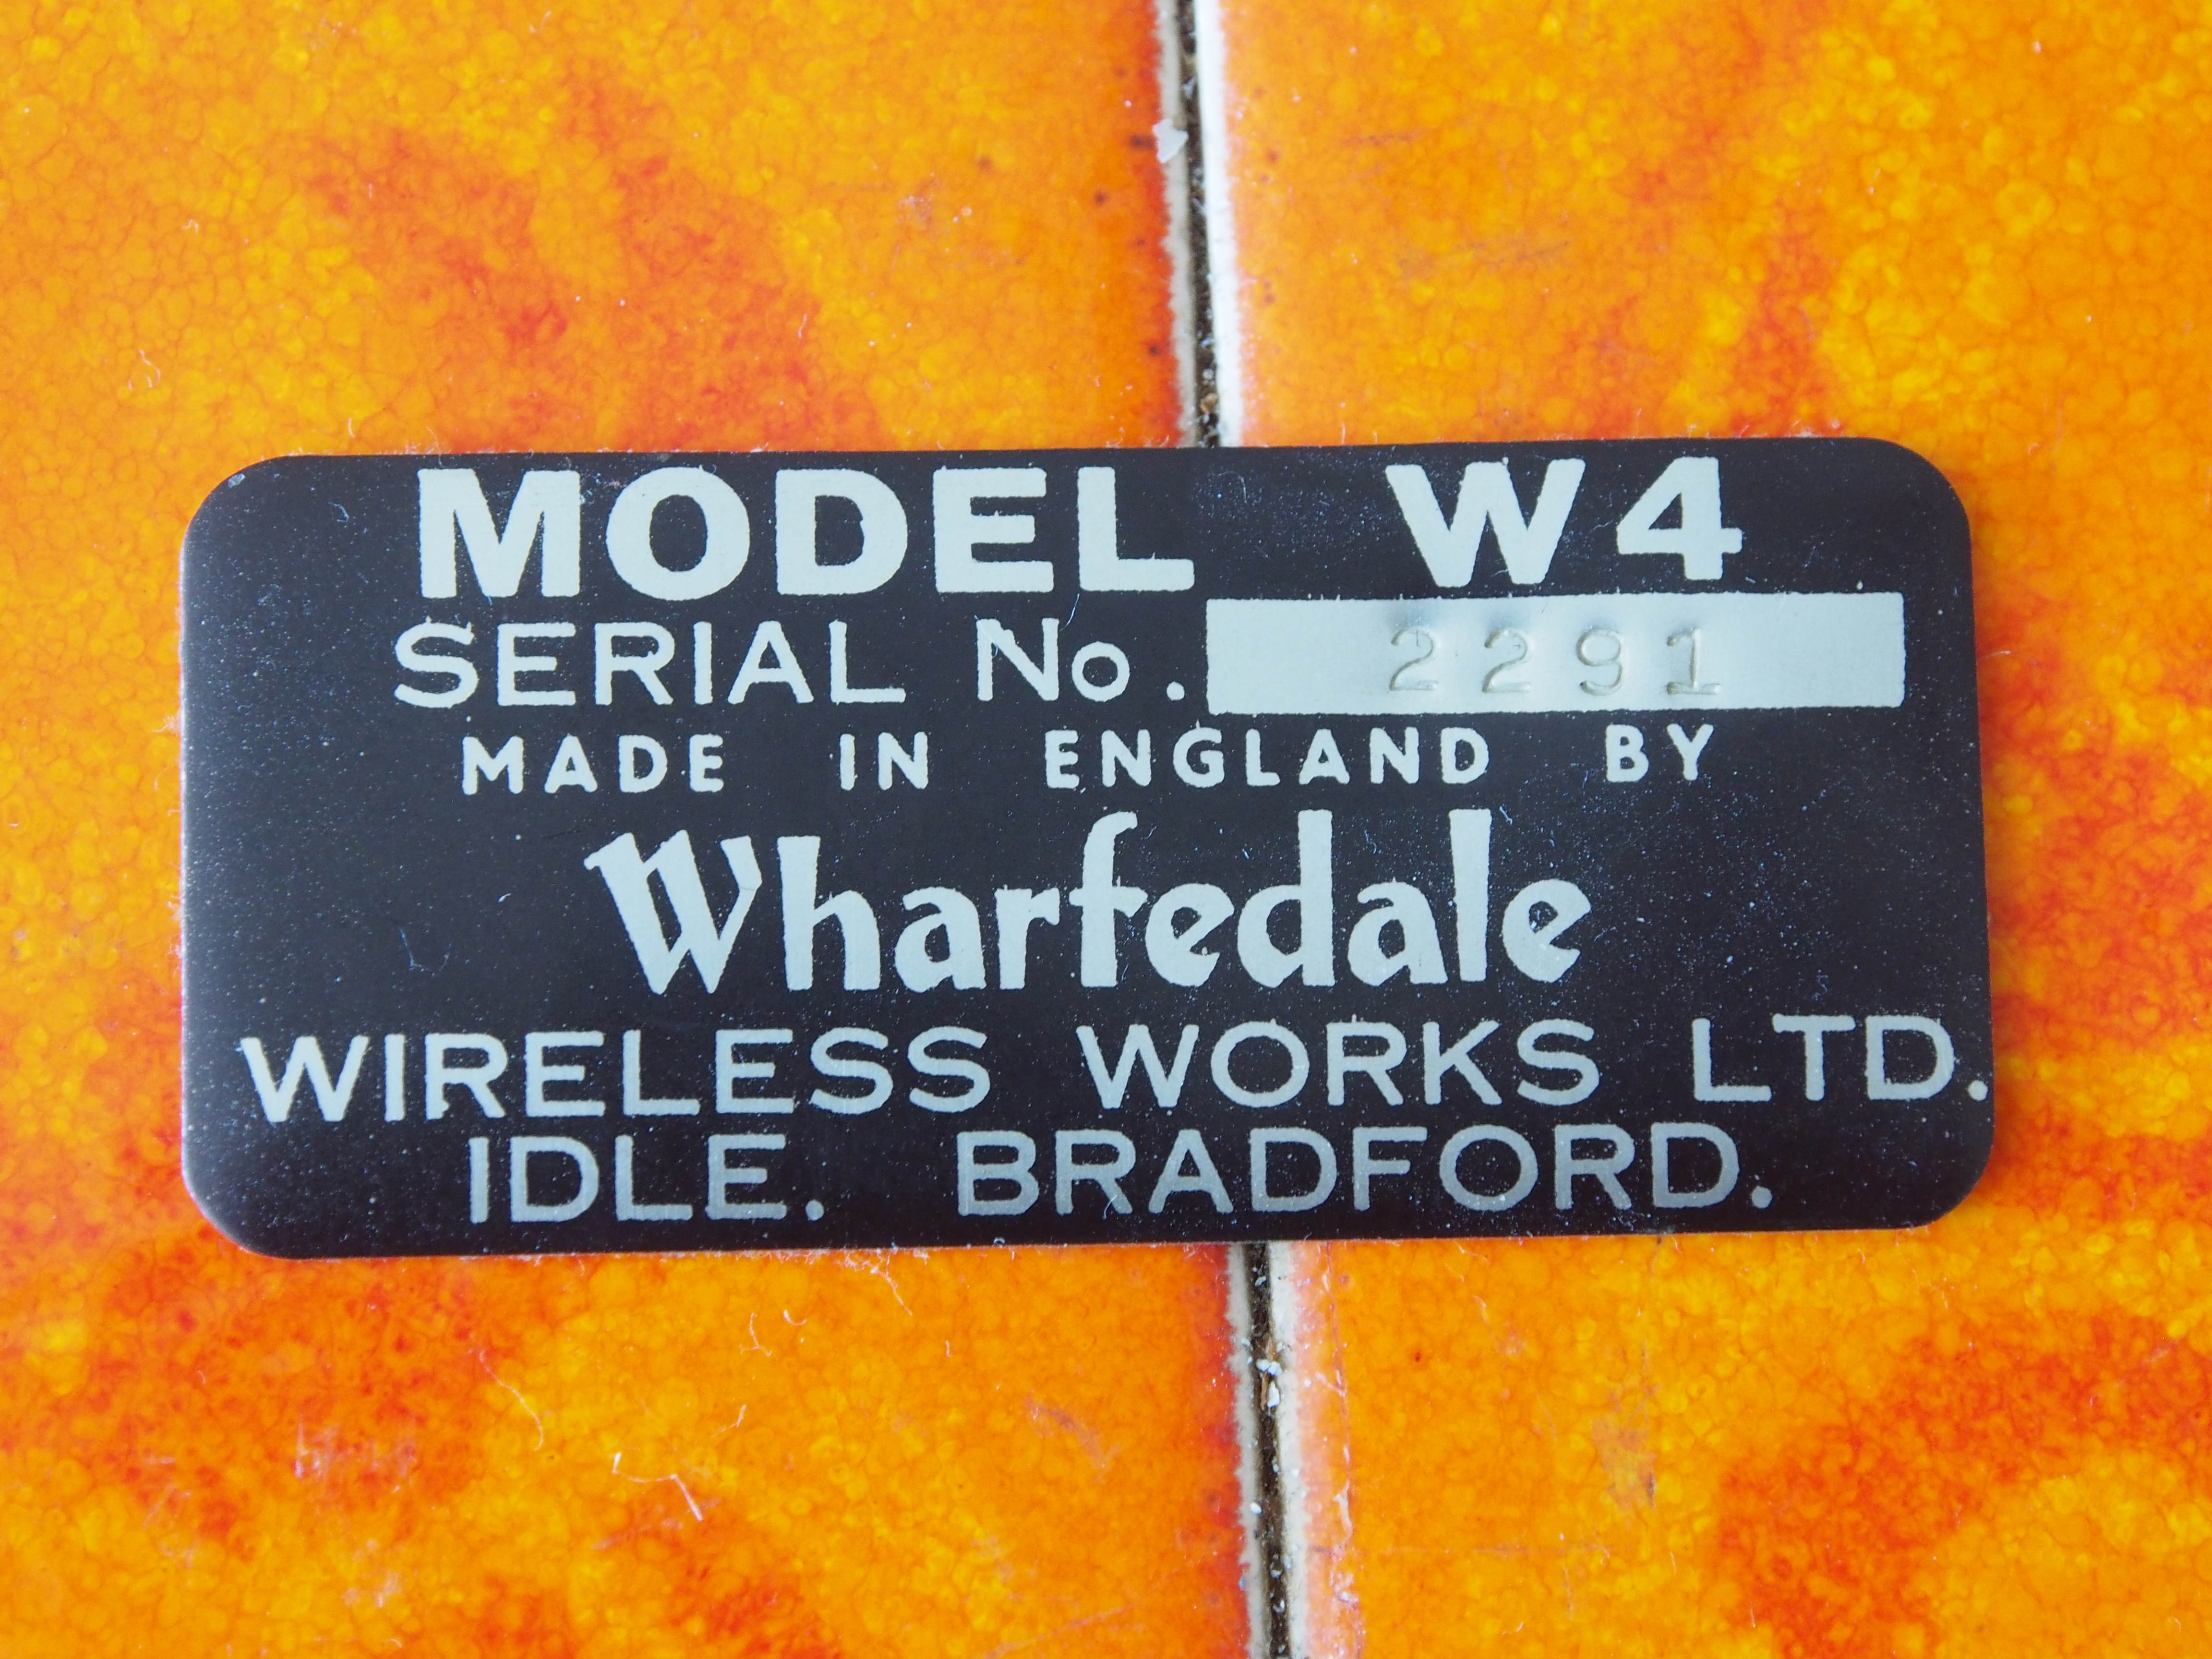 MODEL W4
SERIAL No. 2291
MADE IN ENGLAND BY
Wharfedale
WIRELESS WORKS LTD.
IDLE. BRADFORD.